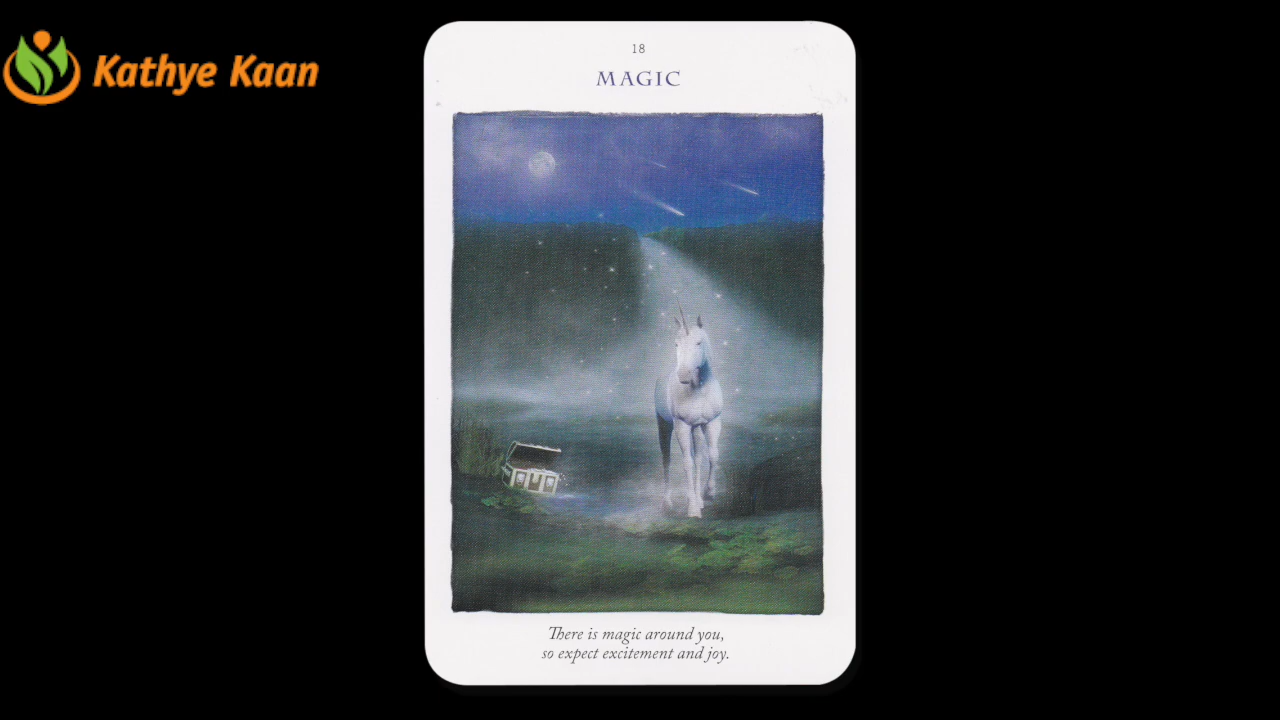 Kathye Kaan
18
MAGIC
There is magic around you,
so expect excitement and joy.